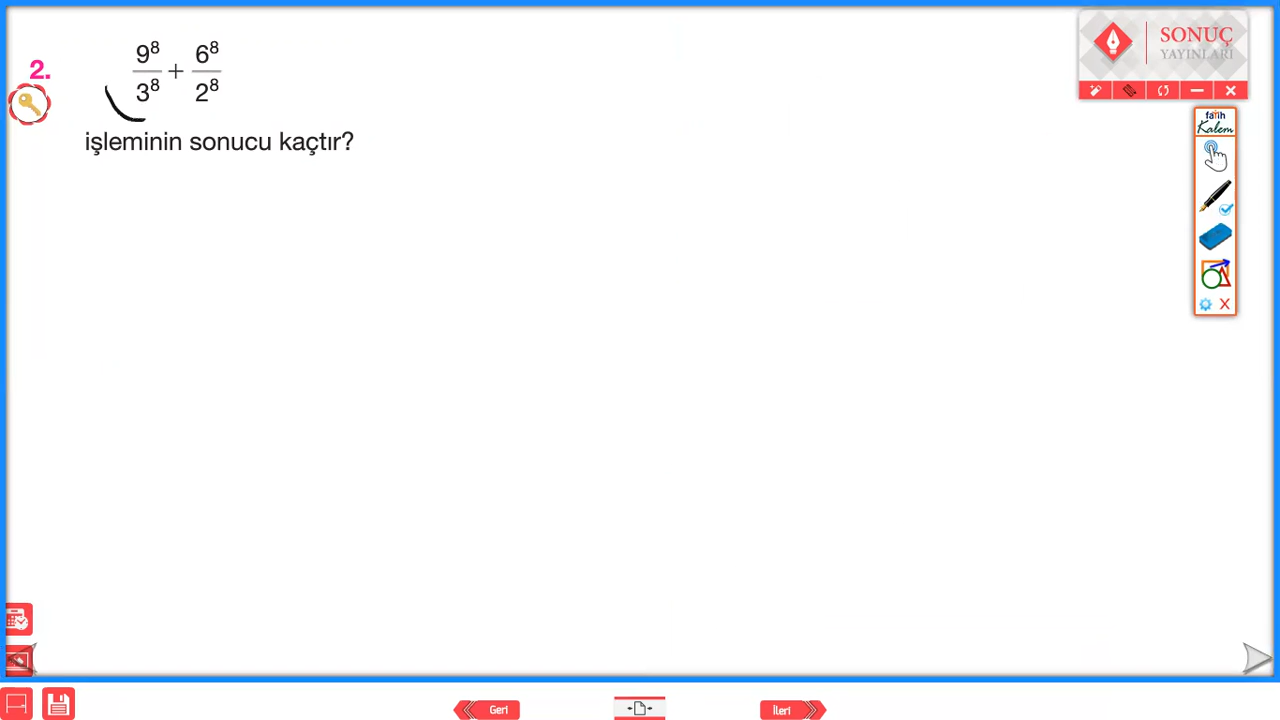 2.
9⁸/3⁸ + 6⁸/2⁸
işleminin sonucu kaçtır?
SONUÇ
YAYINLARI
fatih
Kalem
Geri
İleri